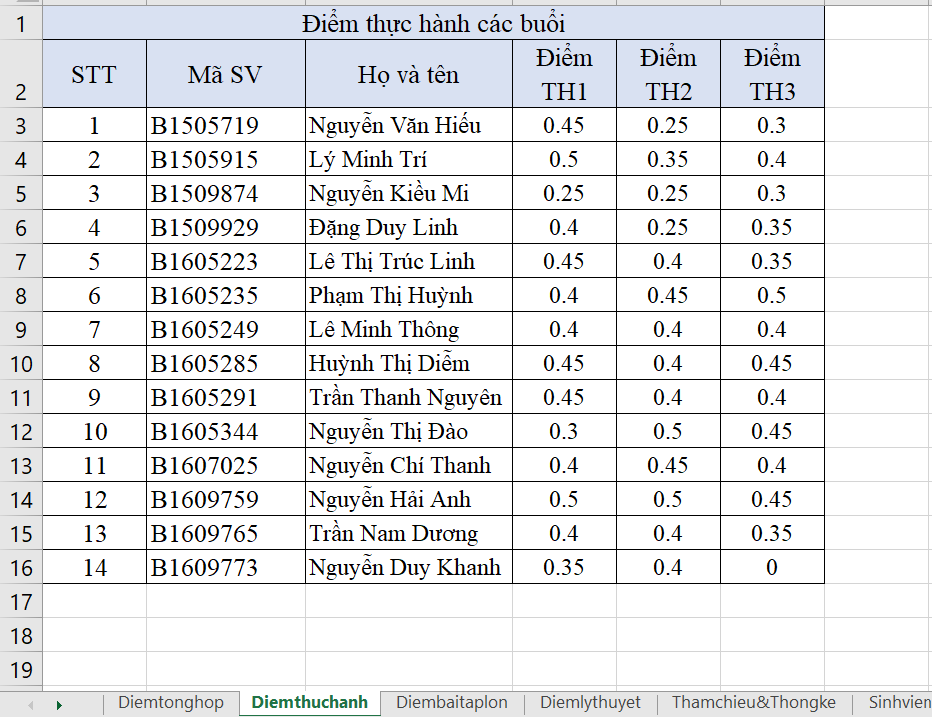 1 Điểm thực hành các buổi
2 STT Mã SV Họ và tên Điểm TH1 Điểm TH2 Điểm TH3
3 1 B1505719 Nguyễn Văn Hiếu 0.45 0.25 0.3
4 2 B1505915 Lý Minh Trí 0.5 0.35 0.4
5 3 B1509874 Nguyễn Kiều Mi 0.25 0.25 0.3
6 4 B1509929 Đặng Duy Linh 0.4 0.25 0.35
7 5 B1605223 Lê Thị Trúc Linh 0.45 0.4 0.35
8 6 B1605235 Phạm Thị Huỳnh 0.4 0.45 0.5
9 7 B1605249 Lê Minh Thông 0.4 0.4 0.4
10 8 B1605285 Huỳnh Thị Diễm 0.45 0.4 0.45
11 9 B1605291 Trần Thanh Nguyên 0.45 0.4 0.4
12 10 B1605344 Nguyễn Thị Đào 0.3 0.5 0.45
13 11 B1607025 Nguyễn Chí Thanh 0.4 0.45 0.4
14 12 B1609759 Nguyễn Hải Anh 0.5 0.5 0.45
15 13 B1609765 Trần Nam Dương 0.4 0.4 0.35
16 14 B1609773 Nguyễn Duy Khanh 0.35 0.4 0
17
18
19
Diemtonghop Diemthuchanh Diembaitaplon Diemlythuyet Thamchieu&Thongke Sinhvien